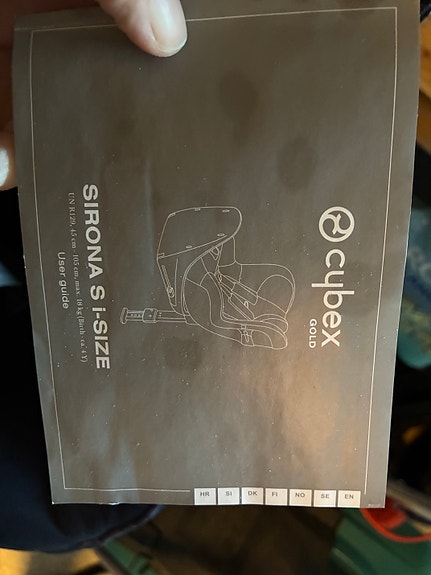 cybex
GOLD
SIRONA S i-SIZE
UN R129, 45 cm - 105 cm, max. 18 kg (Birth - ca. 4 Y)
User guide
EN
SE
NO
FI
DK
SI
HR